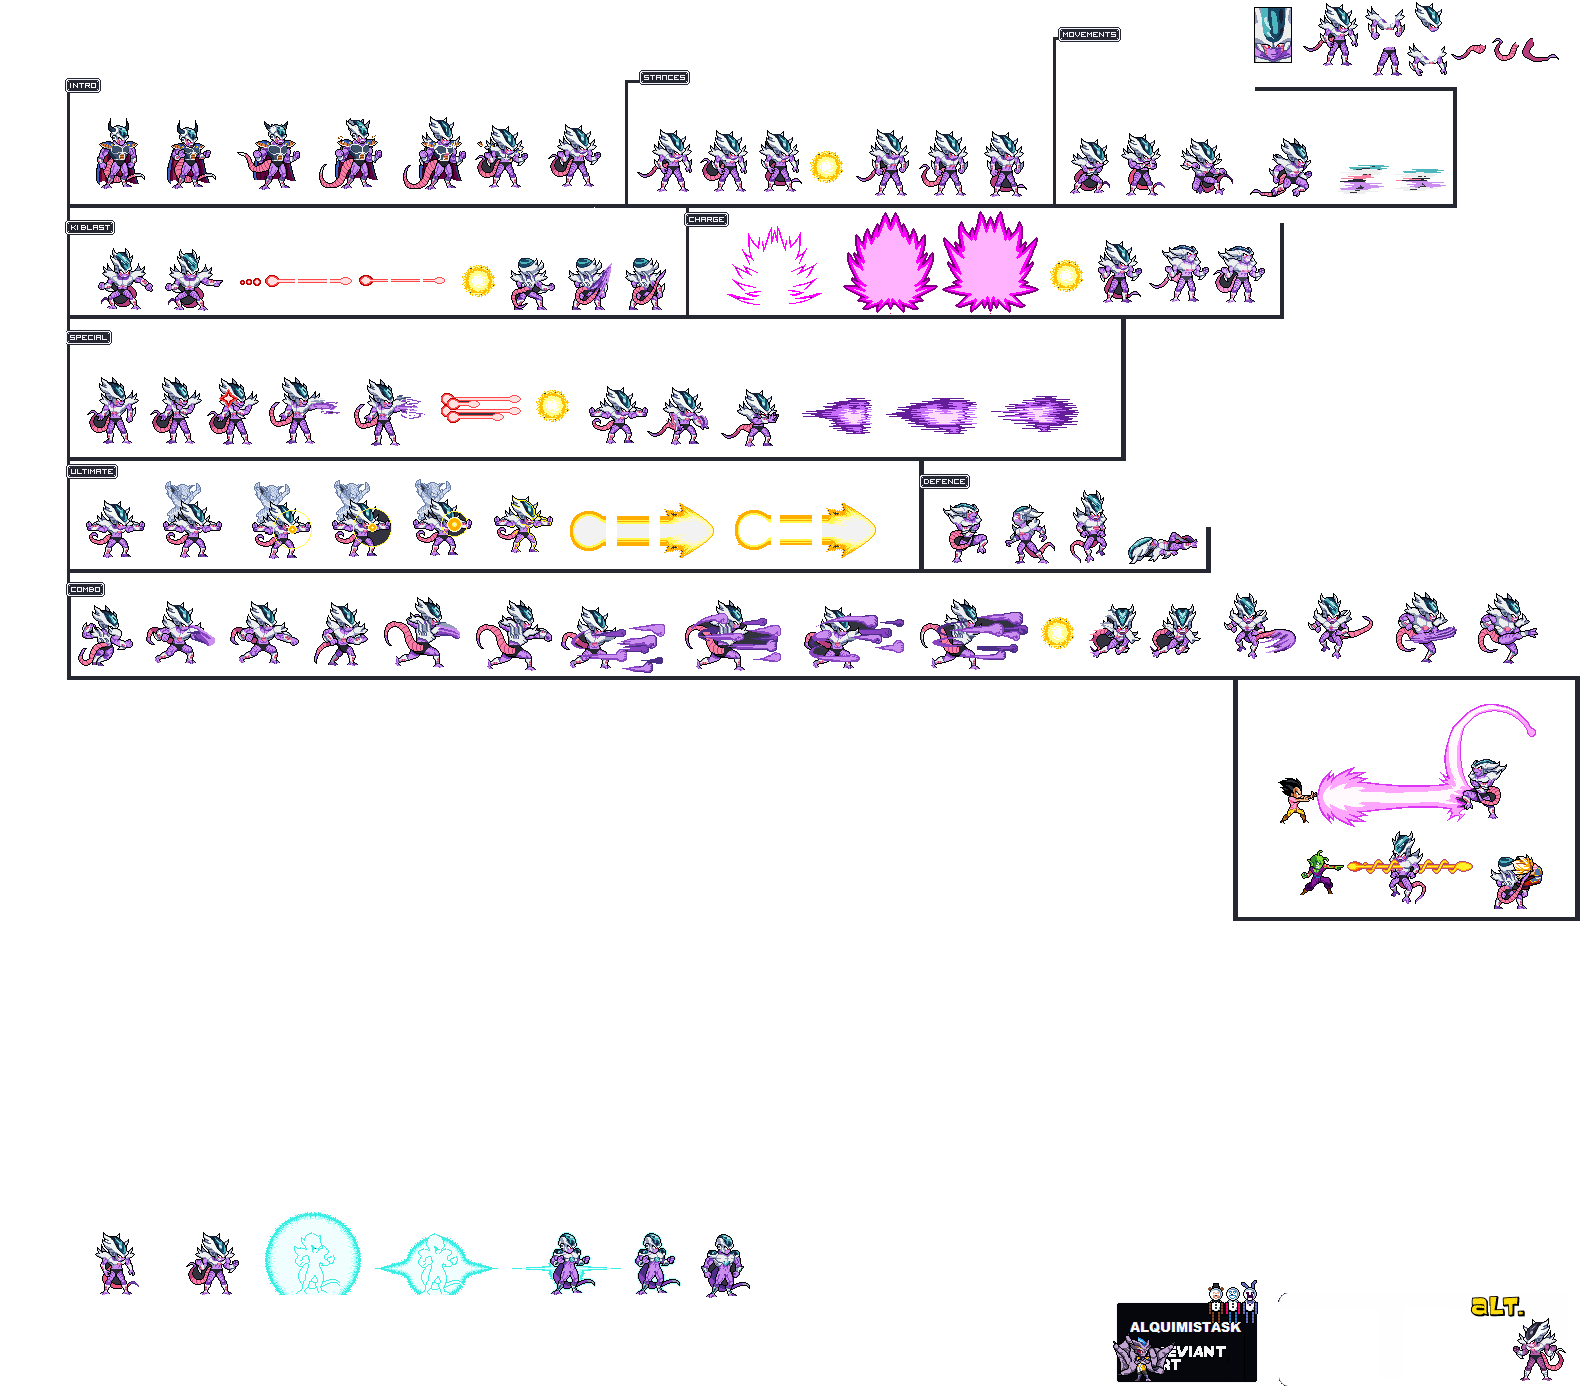 MOVEMENTS
STANCES
INTRO
CHARGE
KI BLAST
SPECIAL
ULTIMATE
DEFENCE
COMBO
ALT.
ALQUIMISTASK